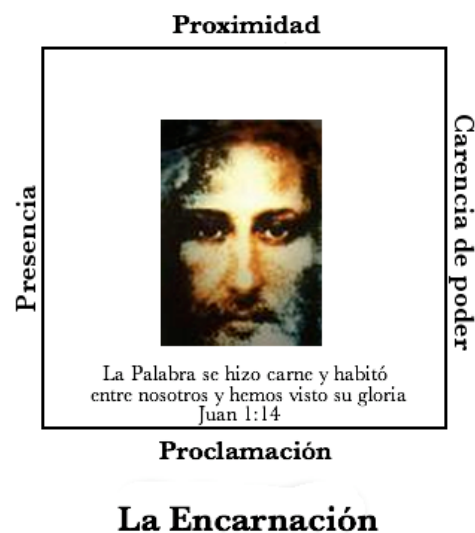 Proximidad
Presencia
Carencia de poder
La Palabra se hizo carne y habitó
entre nosotros y hemos visto su gloria
Juan 1:14
Proclamación
La Encarnación